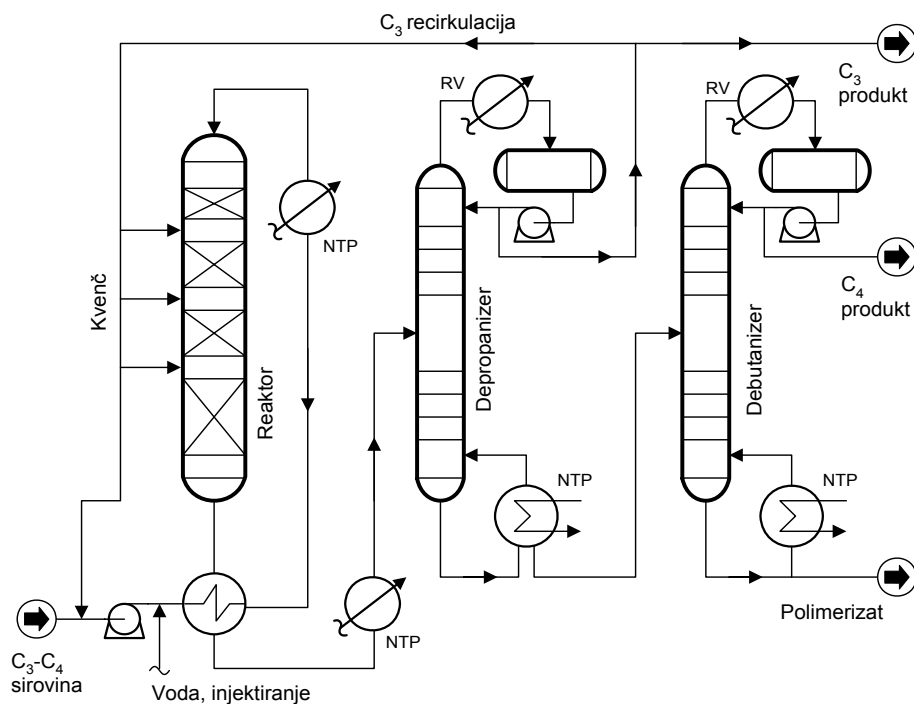 C₃ recirkulacija
RV
RV
C₃
produkt
NTP
Kvenč
Reaktor
Depropanizer
Debutanizer
C₄
produkt
NTP
NTP
NTP
Polimerizat
C₃-C₄
sirovina
Voda, injektiranje